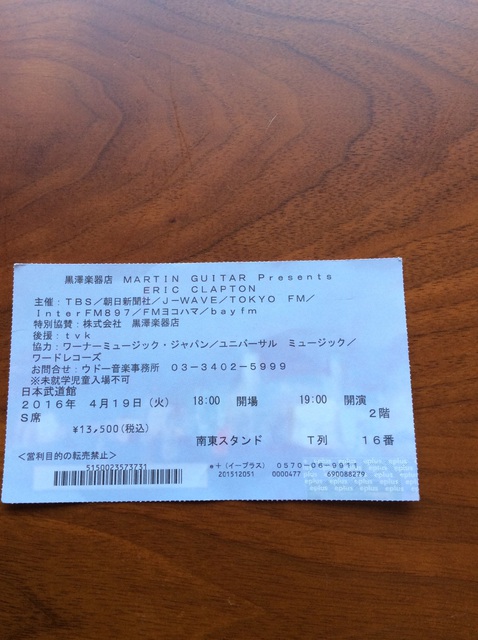 黒澤楽器店 MARTIN GUITAR Presents
ERIC CLAPTON
主催：TBS／朝日新聞社／J-WAVE／TOKYO FM／
InterFM897／FMヨコハマ／bayfm
特別協賛：株式会社 黒澤楽器店
後援：tvk
協力：ワーナーミュージック・ジャパン／ユニバーサル ミュージック／
ワードレコーズ
お問合せ：ウドー音楽事務所 03-3402-5999
※未就学児童入場不可
日本武道館
2016年 4月19日（火） 18:00 開場 19:00 開演
S席 2階
¥13,500(税込)
南東スタンド T列 16番
＜営利目的の転売禁止＞
5150023573731
e＋（イープラス） 0570-06-9911
201512051 0000477 690088279
eplus eplus eplus